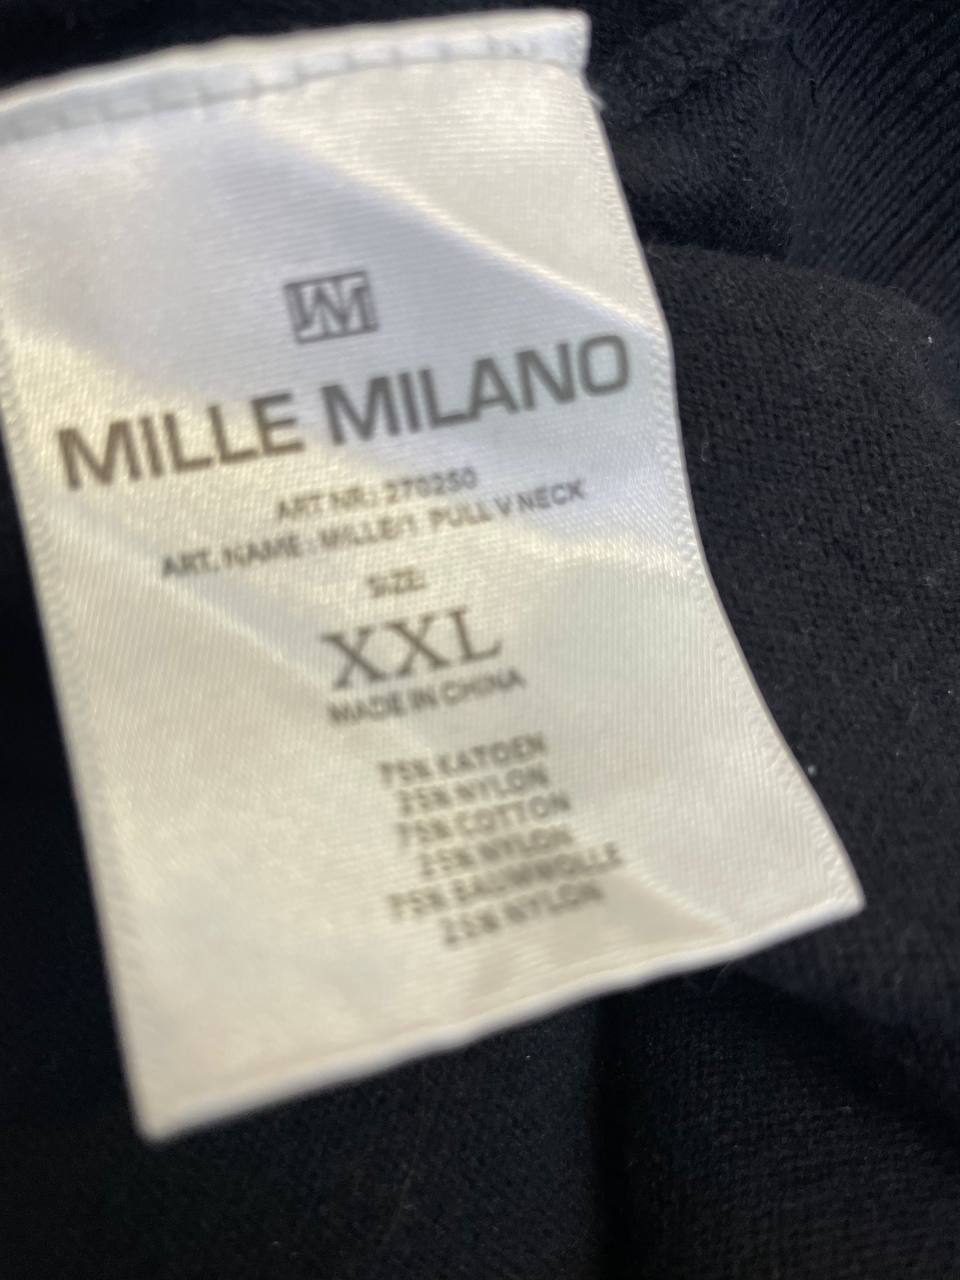 M
MILLE MILANO
ART NR.: 270250
ART. NAME: MILLE/1 PULL V NECK
SIZE:
XXL
MADE IN CHINA
75% KATOEN
25% NYLON
75% COTTON
25% NYLON
75% BAUMWOLLE
25% NYLON